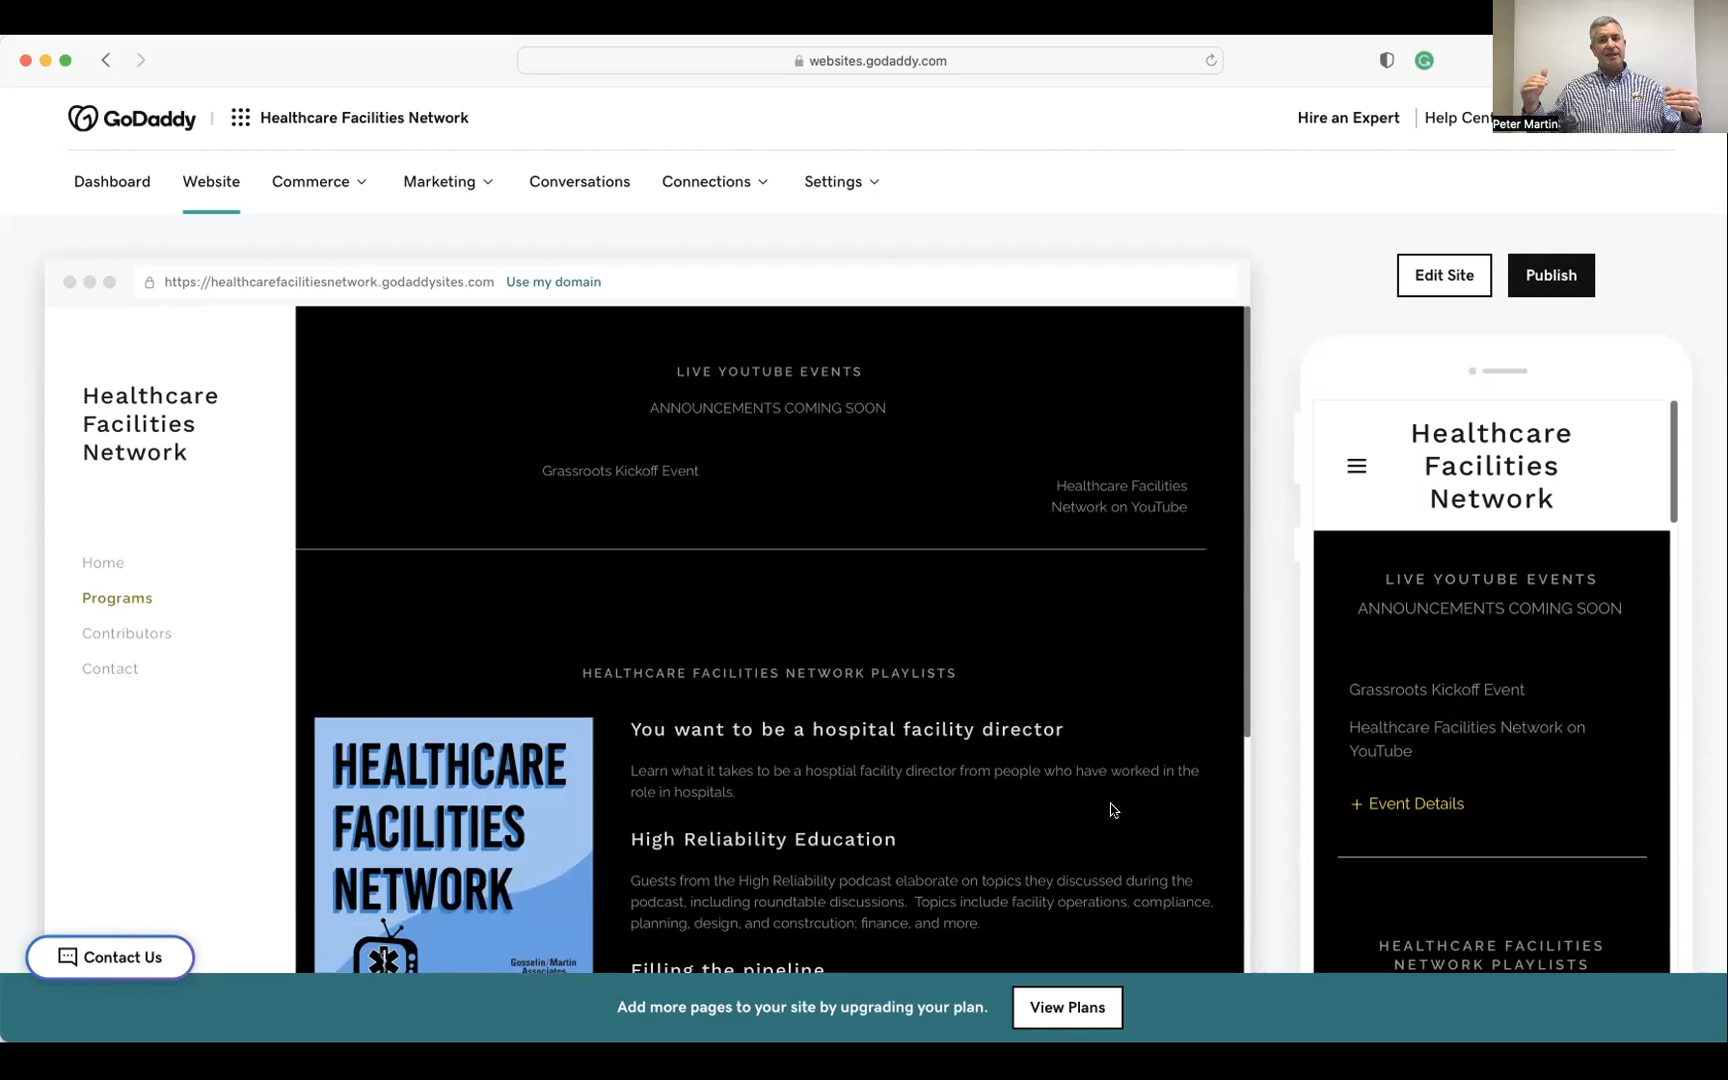 websites.godaddy.com
Peter Martin
GoDaddy
Healthcare Facilities Network
Hire an Expert
Help Cent
Dashboard
Website
Commerce
Marketing
Conversations
Connections
Settings
https://healthcarefacilitiesnetwork.godaddysites.com Use my domain
Edit Site
Publish
Healthcare
Facilities
Network
Home
Programs
Contributors
Contact
LIVE YOUTUBE EVENTS
ANNOUNCEMENTS COMING SOON
Grassroots Kickoff Event
Healthcare Facilities
Network on YouTube
HEALTHCARE FACILITIES NETWORK PLAYLISTS
HEALTHCARE
FACILITIES
NETWORK
Gosselin/Martin
Associates
You want to be a hospital facility director
Learn what it takes to be a hosptial facility director from people who have worked in the
role in hospitals.
High Reliability Education
Guests from the High Reliability podcast elaborate on topics they discussed during the
podcast, including roundtable discussions. Topics include facility operations, compliance,
planning, design, and constrcution; finance, and more.
Filling the pipeline
Healthcare
Facilities
Network
LIVE YOUTUBE EVENTS
ANNOUNCEMENTS COMING SOON
Grassroots Kickoff Event
Healthcare Facilities Network on
YouTube
+ Event Details
HEALTHCARE FACILITIES
NETWORK PLAYLISTS
Contact Us
Add more pages to your site by upgrading your plan.
View Plans